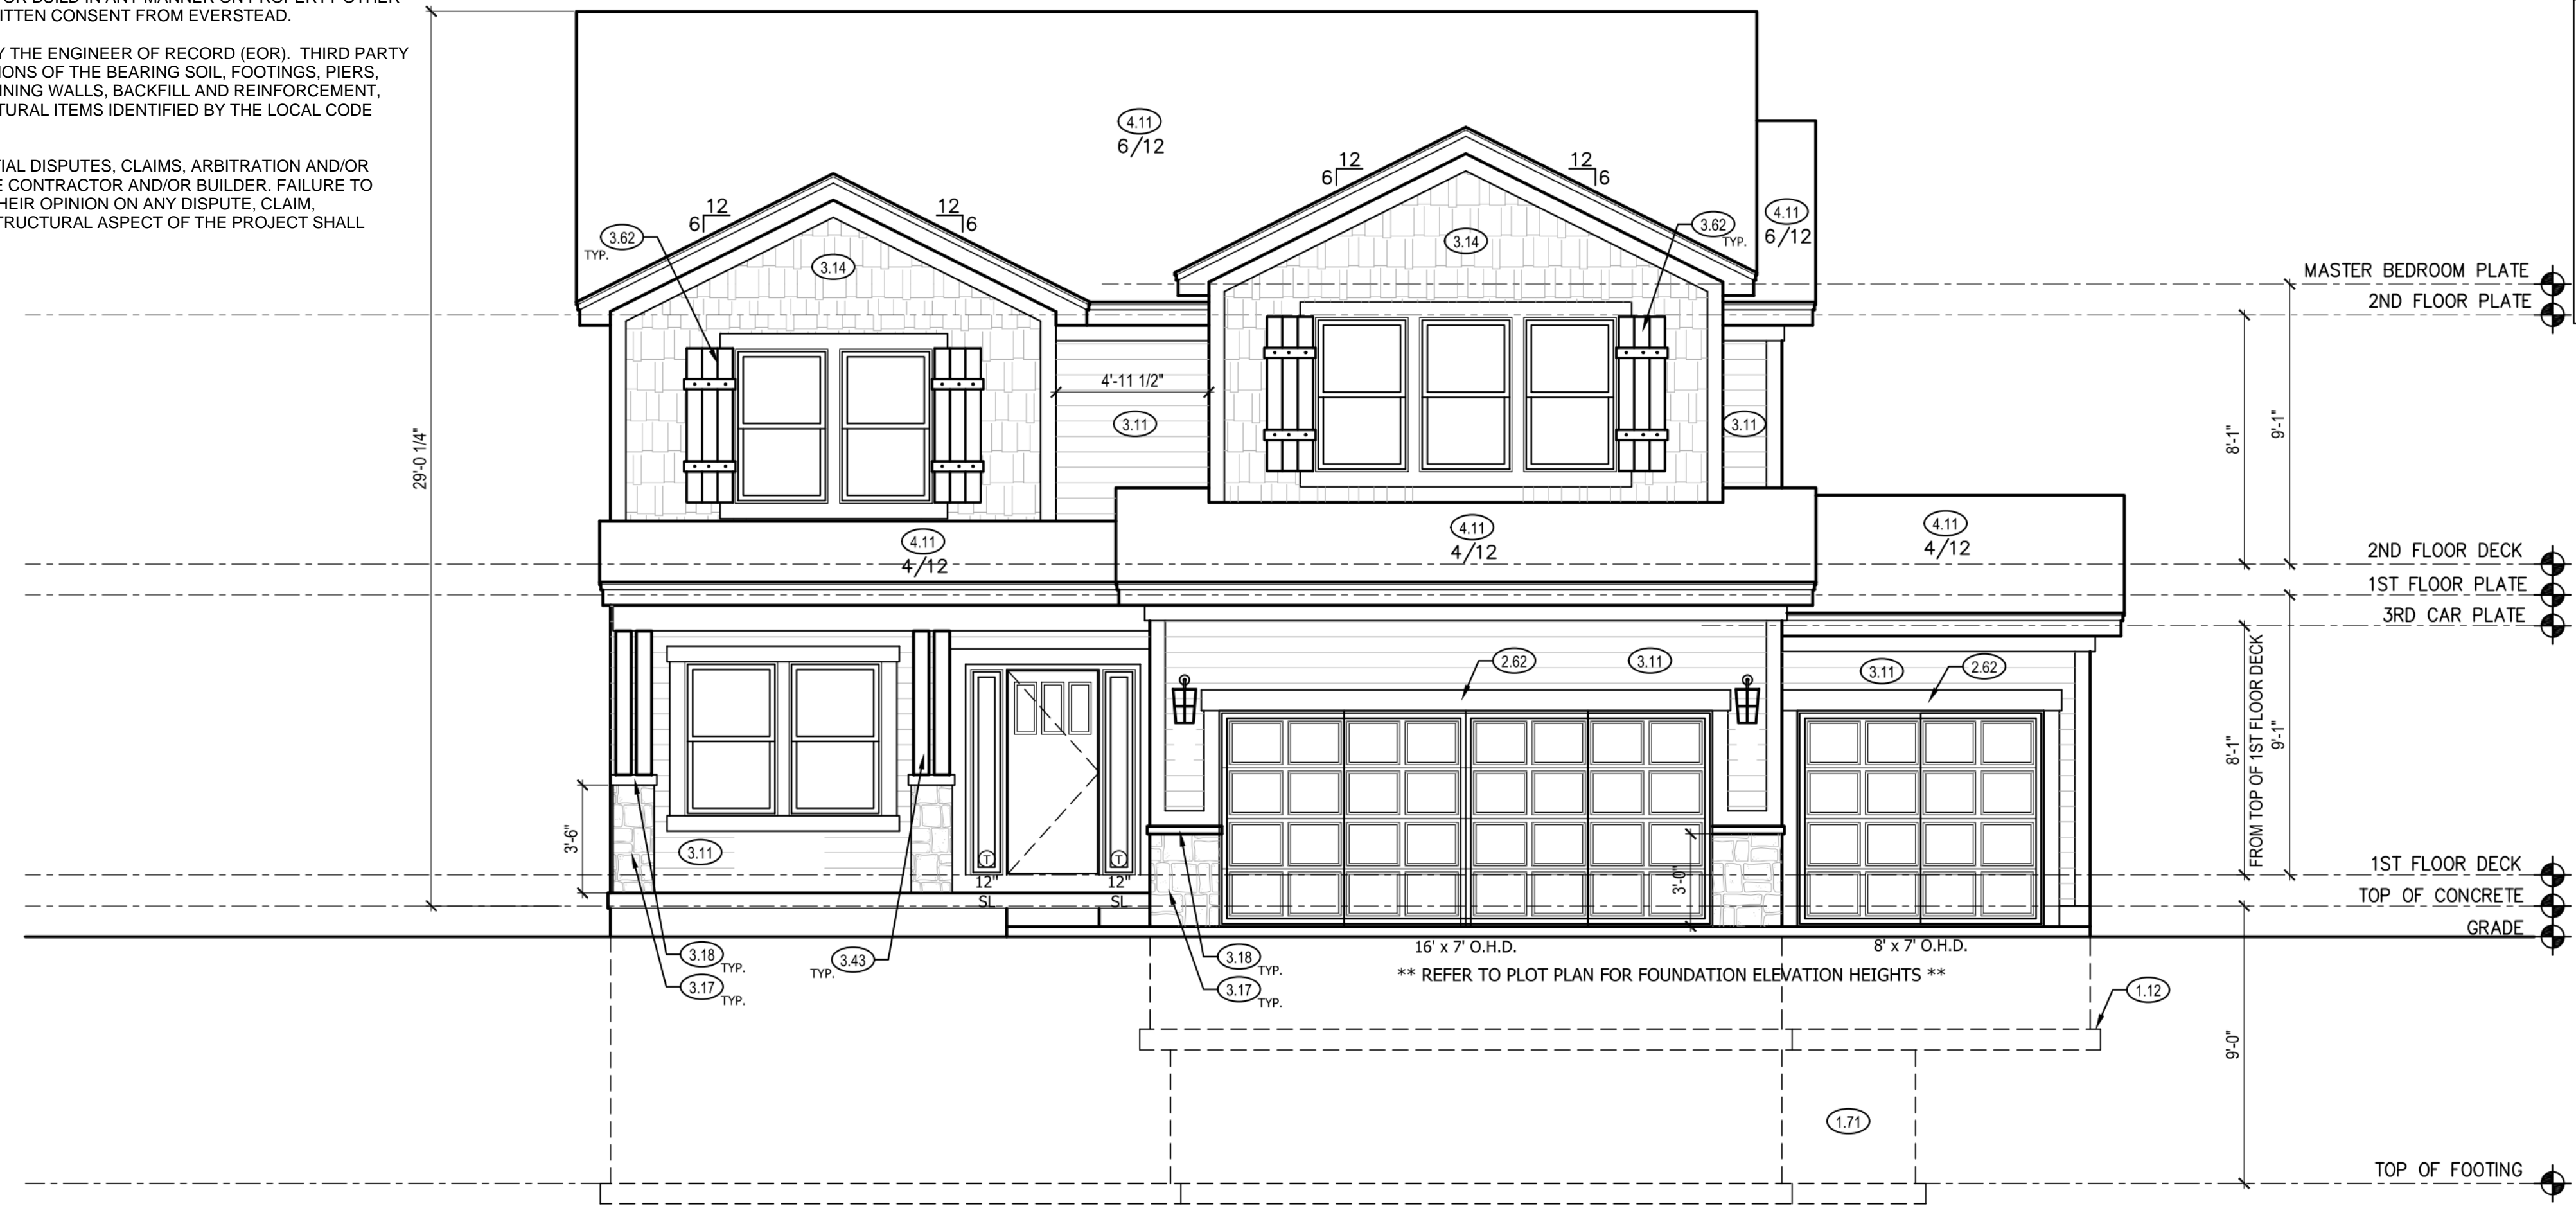 OR BUILD IN ANY MANNER ON PROPERTY OTHER
ITTEN CONSENT FROM EVERSTEAD.
Y THE ENGINEER OF RECORD (EOR). THIRD PARTY
IONS OF THE BEARING SOIL, FOOTINGS, PIERS,
NING WALLS, BACKFILL AND REINFORCEMENT,
TURAL ITEMS IDENTIFIED BY THE LOCAL CODE
TIAL DISPUTES, CLAIMS, ARBITRATION AND/OR
E CONTRACTOR AND/OR BUILDER. FAILURE TO
HEIR OPINION ON ANY DISPUTE, CLAIM,
TRUCTURAL ASPECT OF THE PROJECT SHALL
4.11
6/12
12
6
12
6
12
6
12
6
3.62
TYP.
3.62
TYP.
4.11
6/12
3.14
3.14
MASTER BEDROOM PLATE
2ND FLOOR PLATE
4'-11 1/2"
3.11
3.11
29'-0 1/4"
8'-1"
9'-1"
4.11
4/12
4.11
4/12
4.11
4/12
2ND FLOOR DECK
1ST FLOOR PLATE
3RD CAR PLATE
2.62
3.11
3.11
2.62
8'-1"
FROM TOP OF 1ST FLOOR DECK
9'-1"
3'-6"
3.11
T
T
12"
SL
12"
SL
3'-0"
1ST FLOOR DECK
TOP OF CONCRETE
GRADE
3.18
TYP.
3.17
TYP.
3.43
TYP.
3.18
TYP.
3.17
TYP.
16' x 7' O.H.D.
8' x 7' O.H.D.
** REFER TO PLOT PLAN FOR FOUNDATION ELEVATION HEIGHTS **
1.12
9'-0"
1.71
TOP OF FOOTING